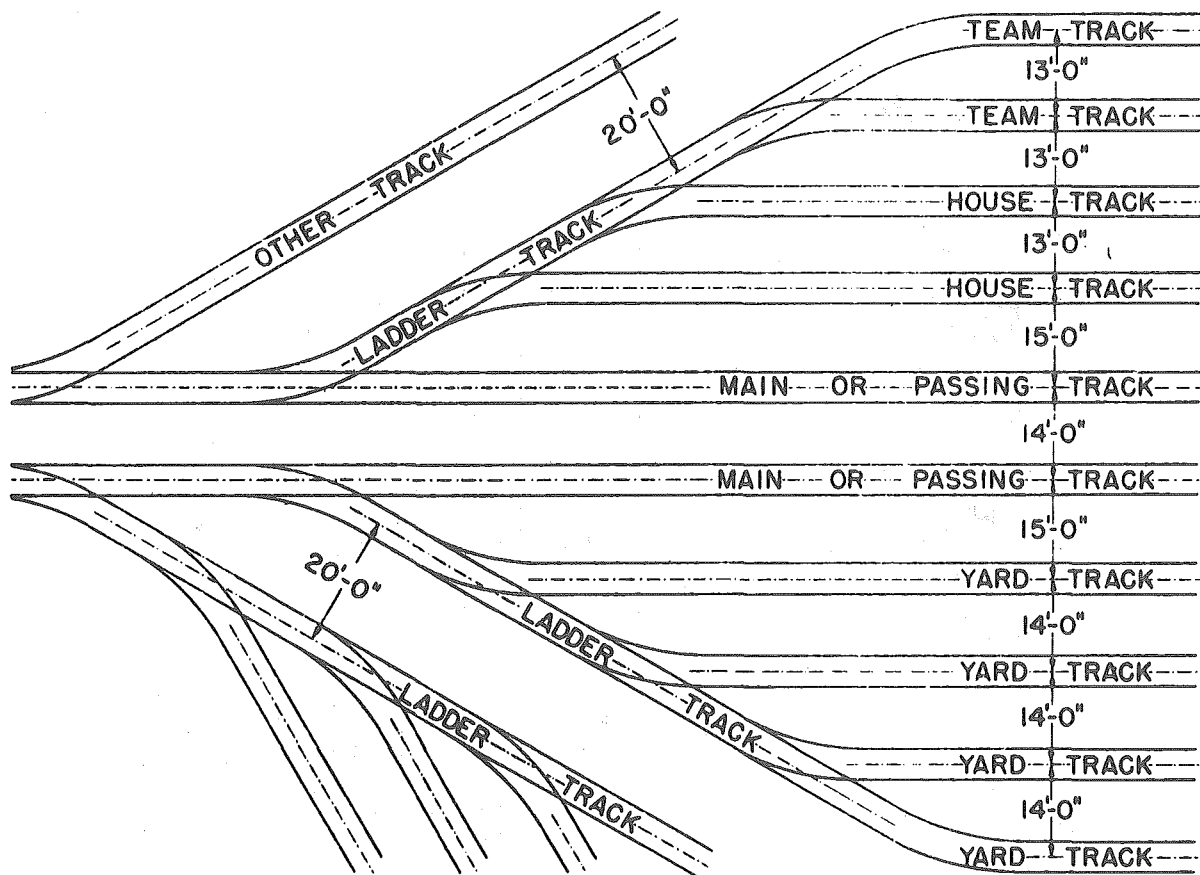 TEAM TRACK
13'-0"
TEAM TRACK
13'-0"
HOUSE TRACK
13'-0"
HOUSE TRACK
15'-0"
MAIN OR PASSING TRACK
14'-0"
MAIN OR PASSING TRACK
15'-0"
YARD TRACK
14'-0"
YARD TRACK
14'-0"
YARD TRACK
14'-0"
YARD TRACK
OTHER TRACK
20'-0"
LADDER TRACK
20'-0"
LADDER TRACK
LADDER TRACK